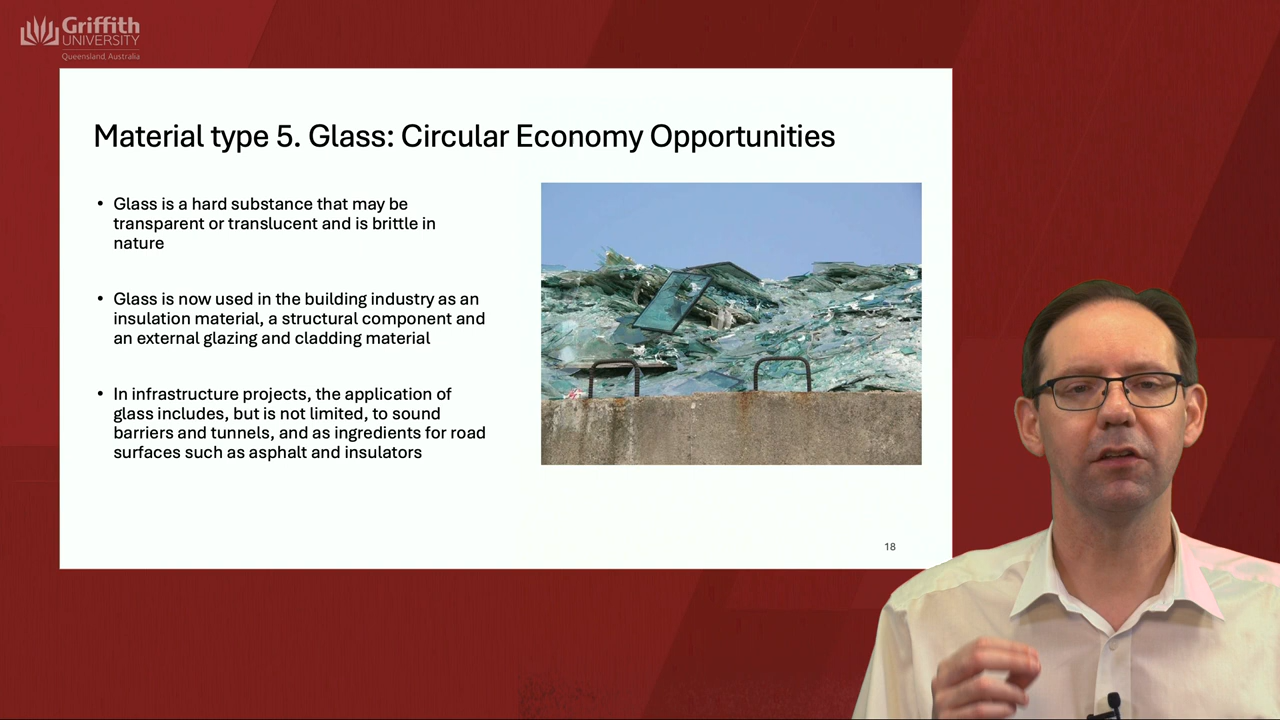 Griffith
UNIVERSITY
Queensland, Australia
Material type 5. Glass: Circular Economy Opportunities
• Glass is a hard substance that may be
transparent or translucent and is brittle in
nature
• Glass is now used in the building industry as an
insulation material, a structural component and
an external glazing and cladding material
• In infrastructure projects, the application of
glass includes, but is not limited, to sound
barriers and tunnels, and as ingredients for road
surfaces such as asphalt and insulators
18